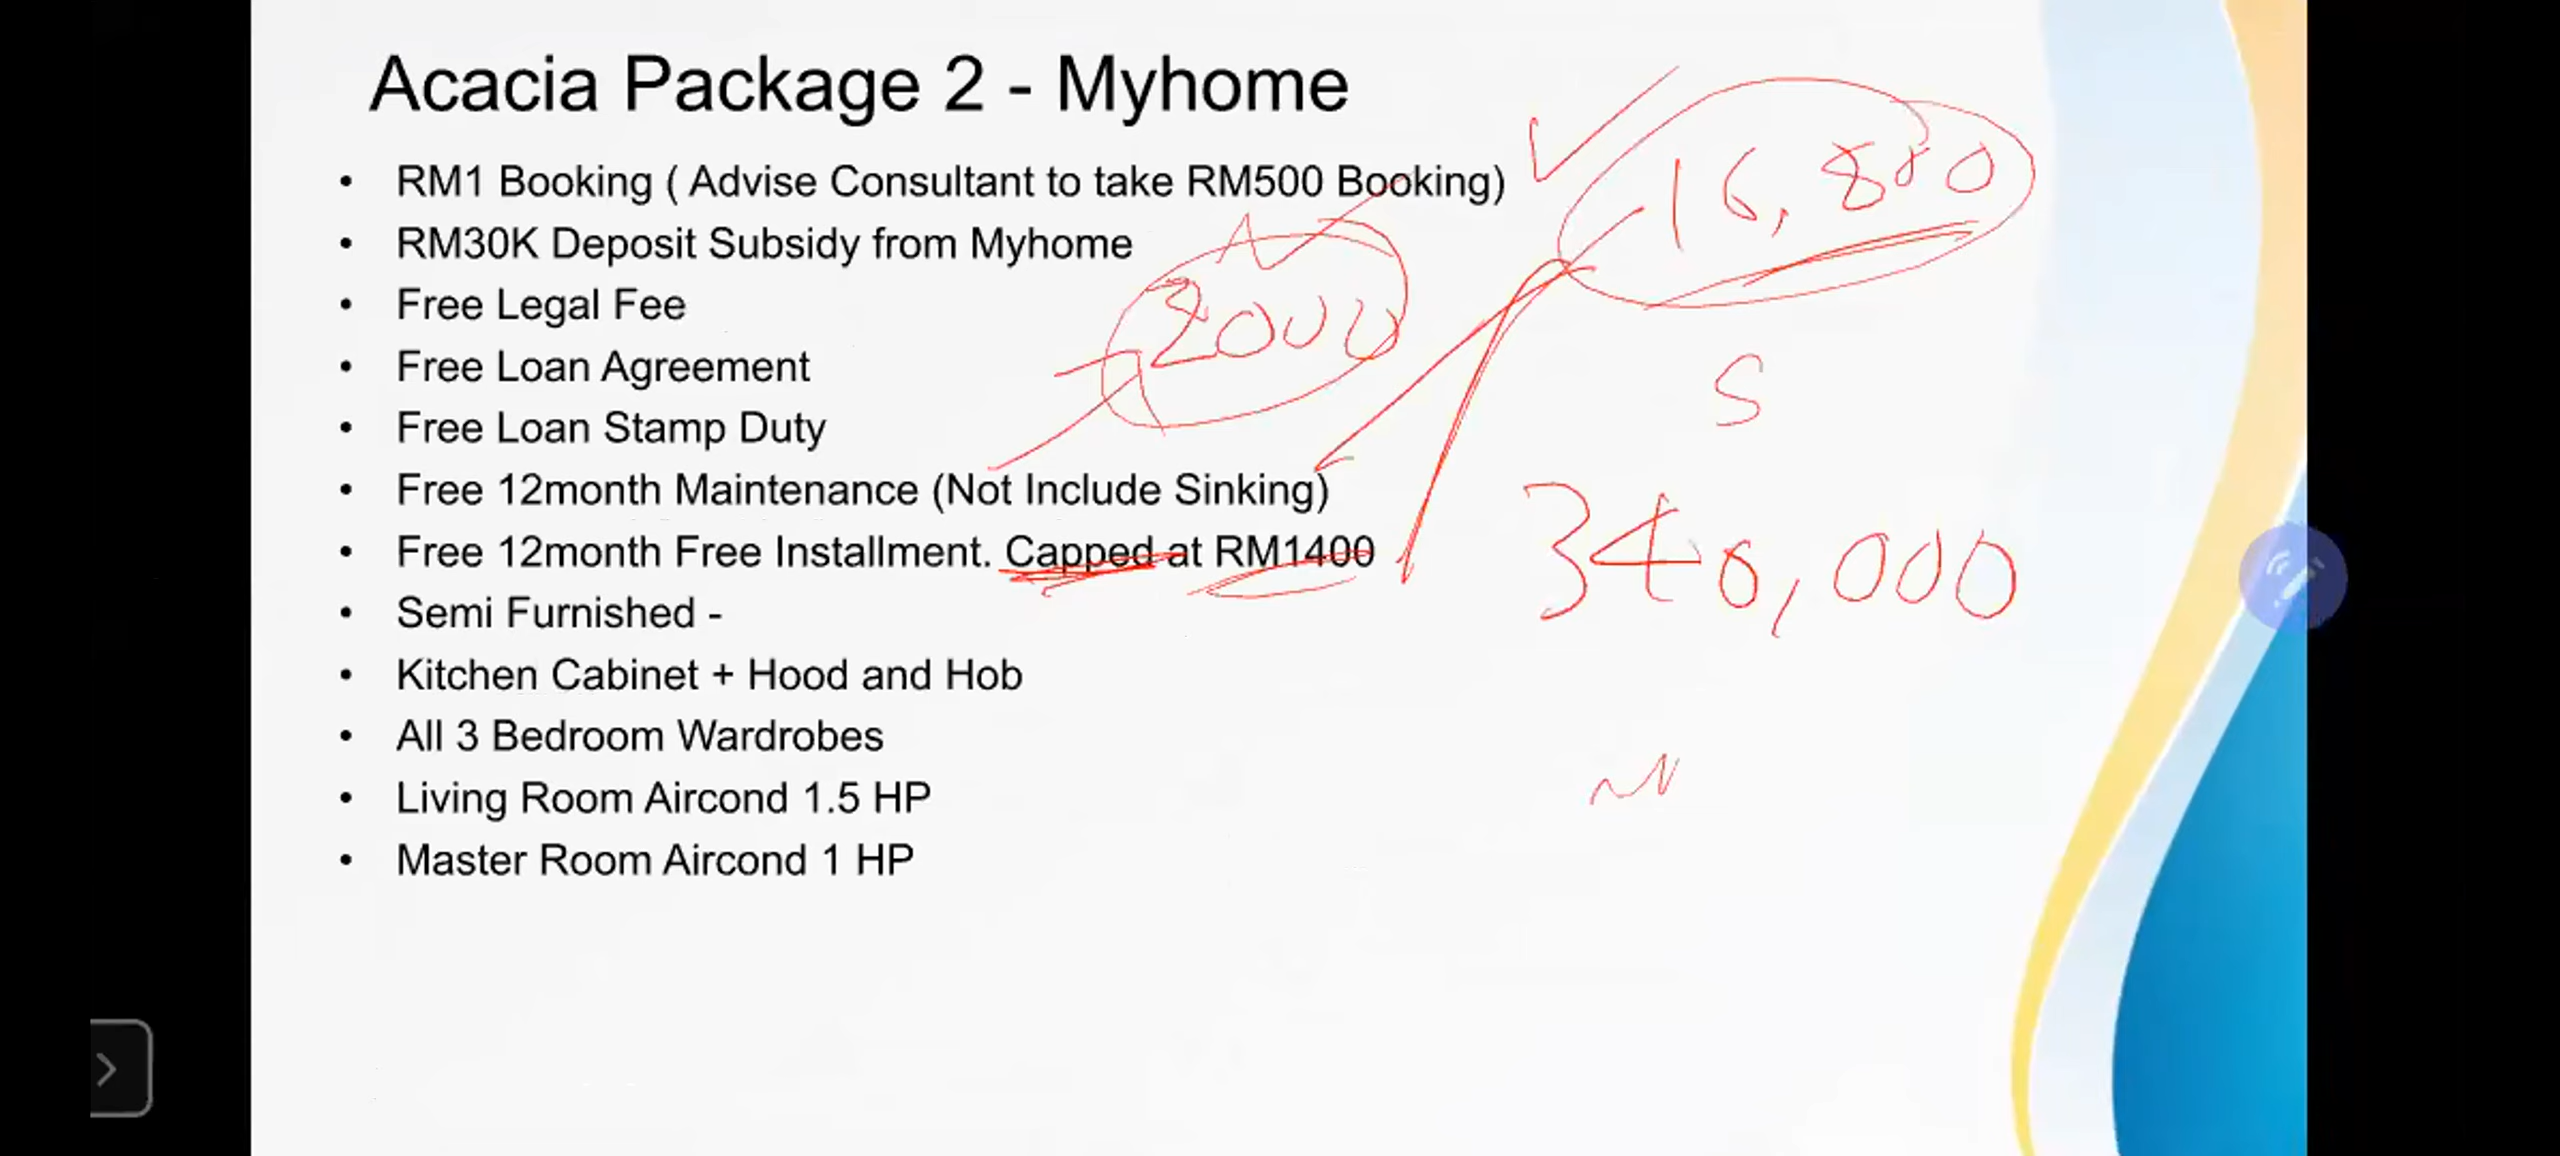 Acacia Package 2 - Myhome
• RM1 Booking ( Advise Consultant to take RM500 Booking)
• RM30K Deposit Subsidy from Myhome
• Free Legal Fee
• Free Loan Agreement
• Free Loan Stamp Duty
• Free 12month Maintenance (Not Include Sinking)
• Free 12month Free Installment. Capped at RM1400
• Semi Furnished -
• Kitchen Cabinet + Hood and Hob
• All 3 Bedroom Wardrobes
• Living Room Aircond 1.5 HP
• Master Room Aircond 1 HP
16,800
2000
S
340,000